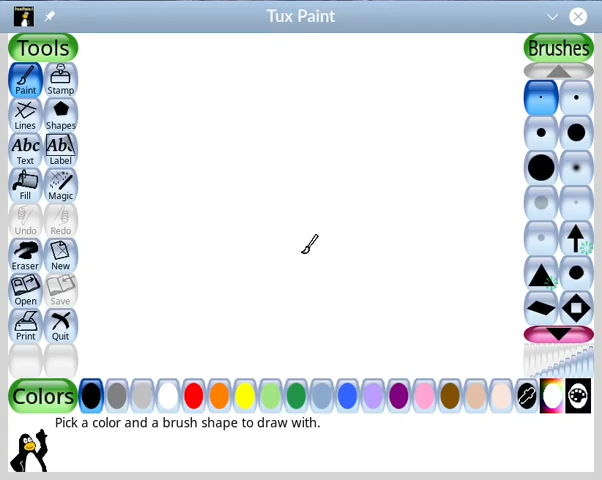 Tux Paint
Tools
Brushes
Paint
Stamp
Lines
Shapes
Abc
Abc
Text
Label
Fill
Magic
Undo
Redo
Eraser
New
Open
Save
Print
Quit
Colors
Pick a color and a brush shape to draw with.